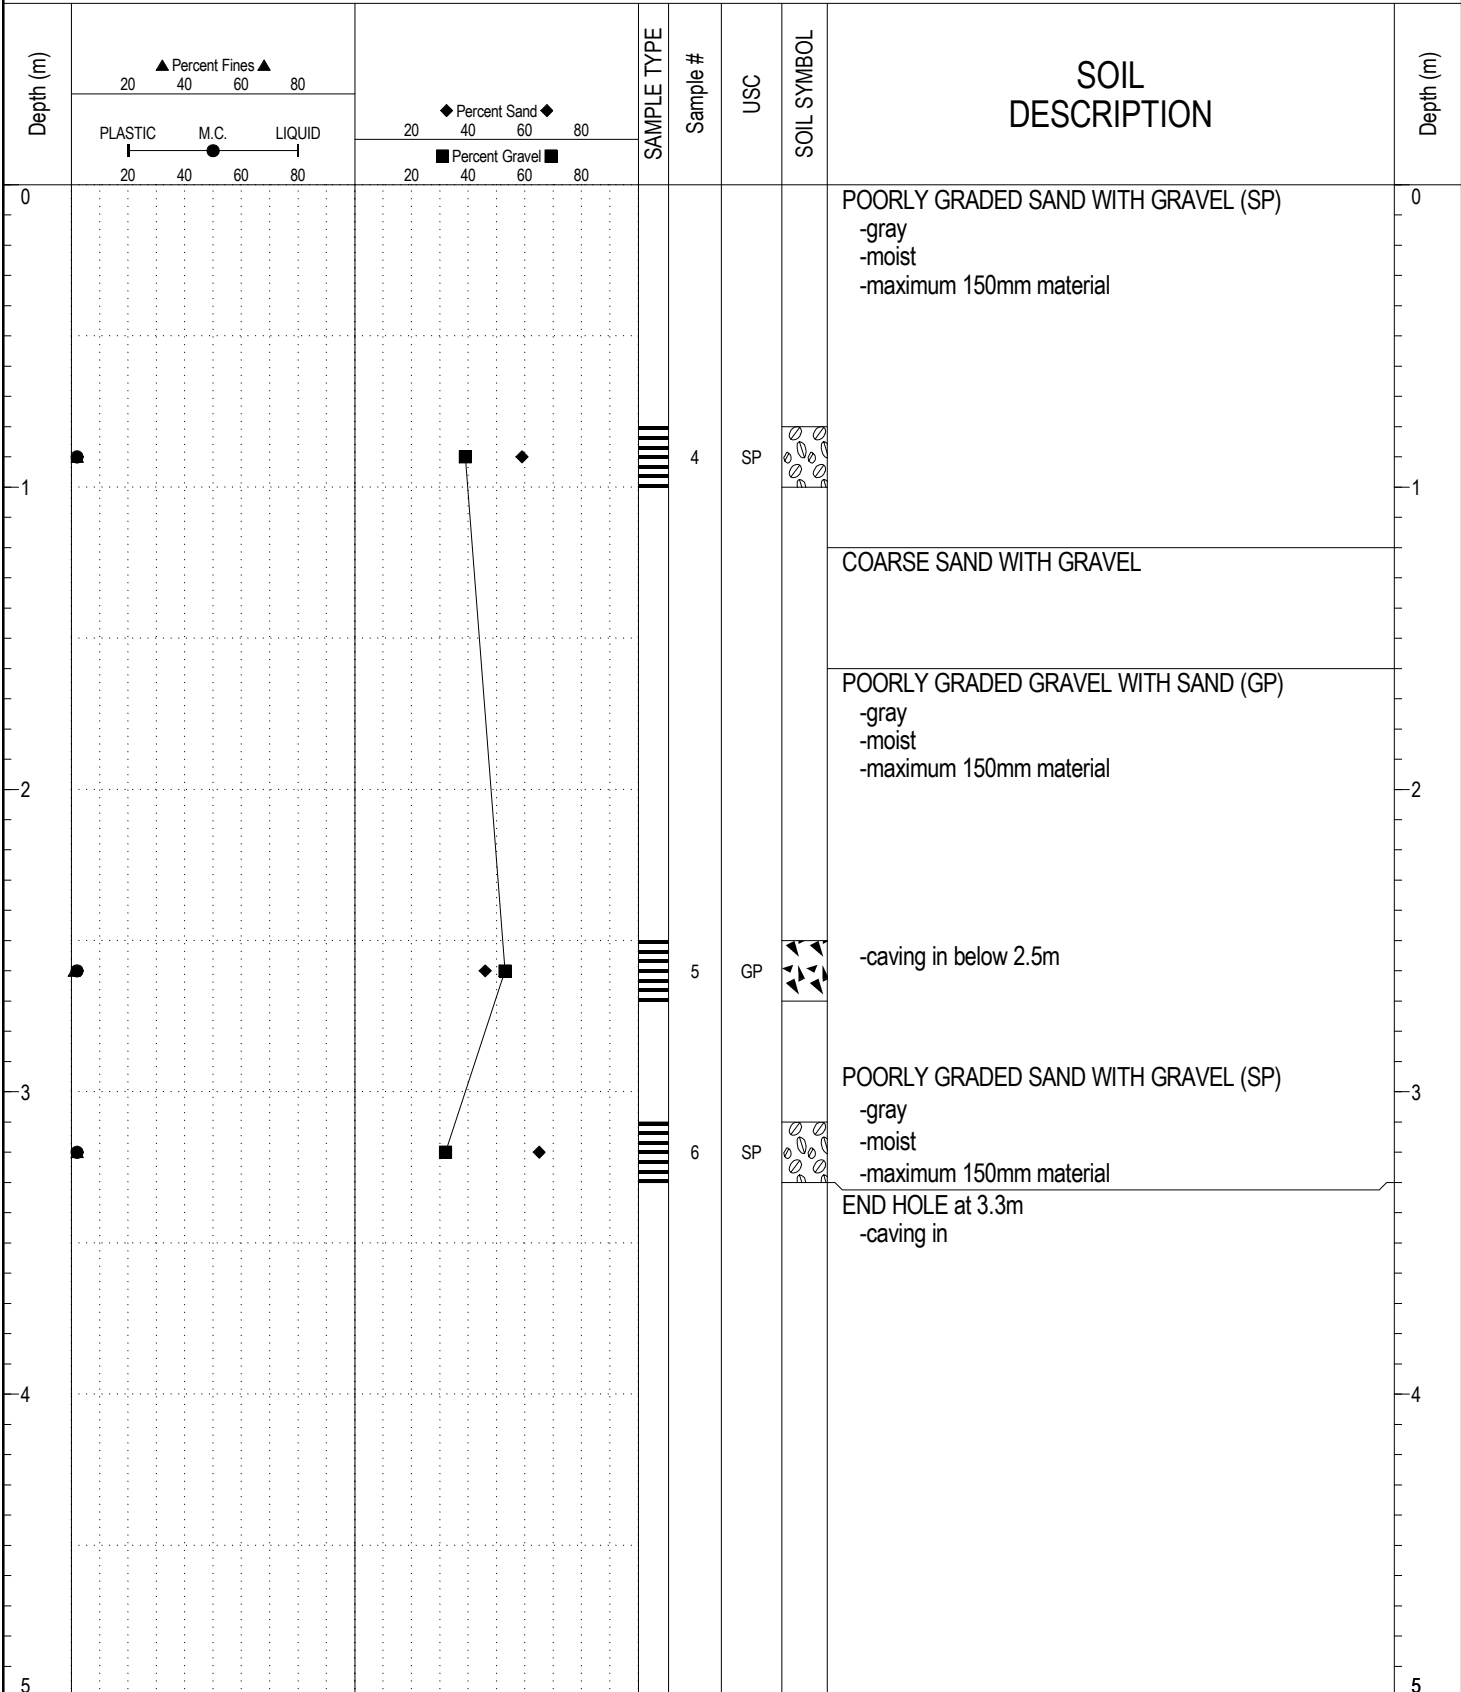 Depth (m)
▲ Percent Fines ▲
20 40 60 80
PLASTIC M.C. LIQUID
20 40 60 80
◆ Percent Sand ◆
20 40 60 80
■ Percent Gravel ■
20 40 60 80
SAMPLE TYPE
Sample #
USC
SOIL SYMBOL
SOIL
DESCRIPTION
Depth (m)
0 0
POORLY GRADED SAND WITH GRAVEL (SP)
-gray
-moist
-maximum 150mm material
4 SP
1 1
COARSE SAND WITH GRAVEL
POORLY GRADED GRAVEL WITH SAND (GP)
-gray
-moist
-maximum 150mm material
2 2
-caving in below 2.5m
5 GP
POORLY GRADED SAND WITH GRAVEL (SP)
3 3
-gray
-moist
6 SP
-maximum 150mm material
END HOLE at 3.3m
-caving in
4 4
5 5